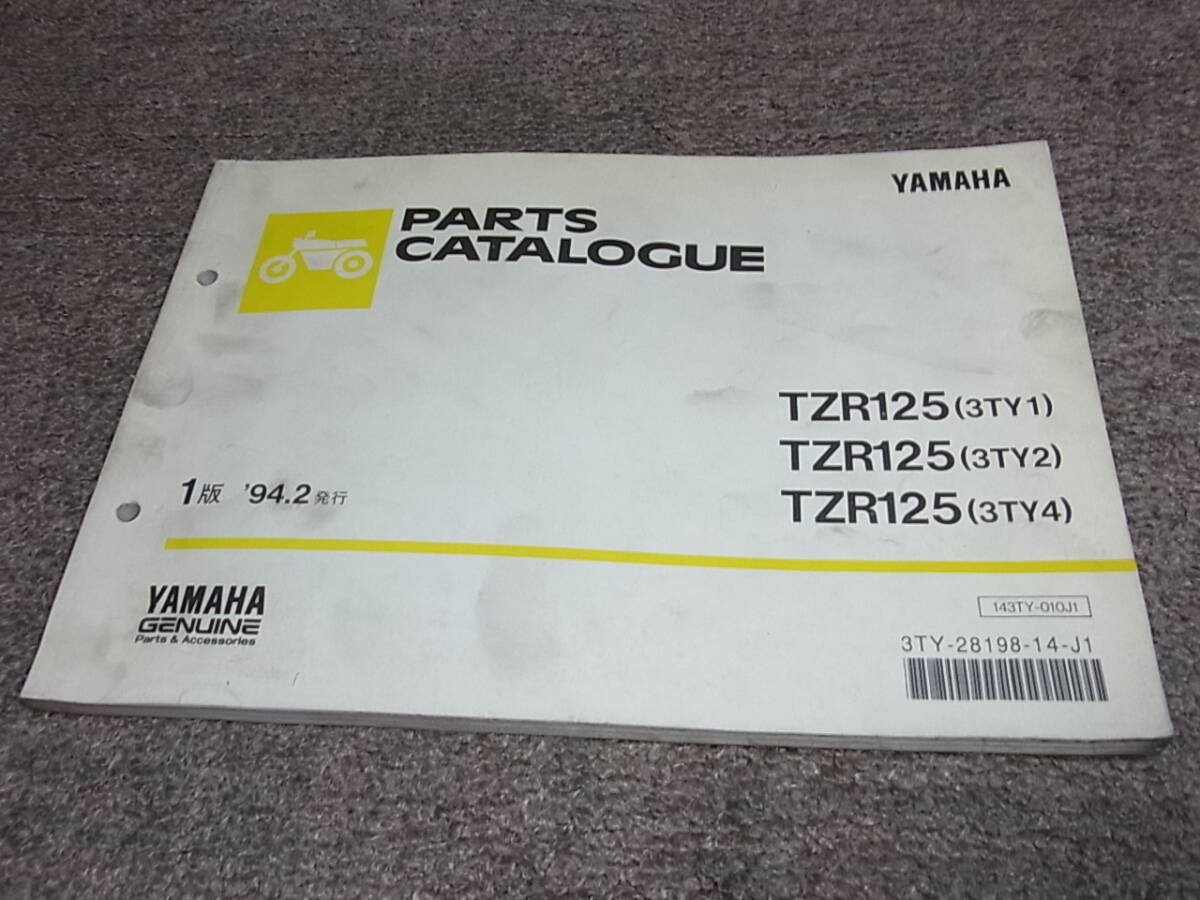 YAMAHA
PARTS
CATALOGUE
TZR125 (3TY1)
TZR125 (3TY2)
TZR125 (3TY4)
1版 '94.2 発行
YAMAHA
GENUINE
Parts & Accessories
143TY-010J1
3TY-28198-14-J1